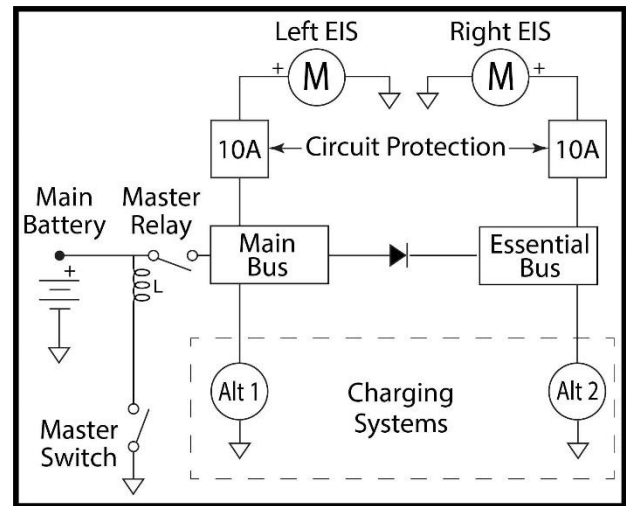 Left EIS
Right EIS
+
M
M
+
10A
Circuit Protection
10A
Main
Battery
Master
Relay
Main
Bus
Essential
Bus
+
L
Alt 1
Charging
Systems
Alt 2
Master
Switch